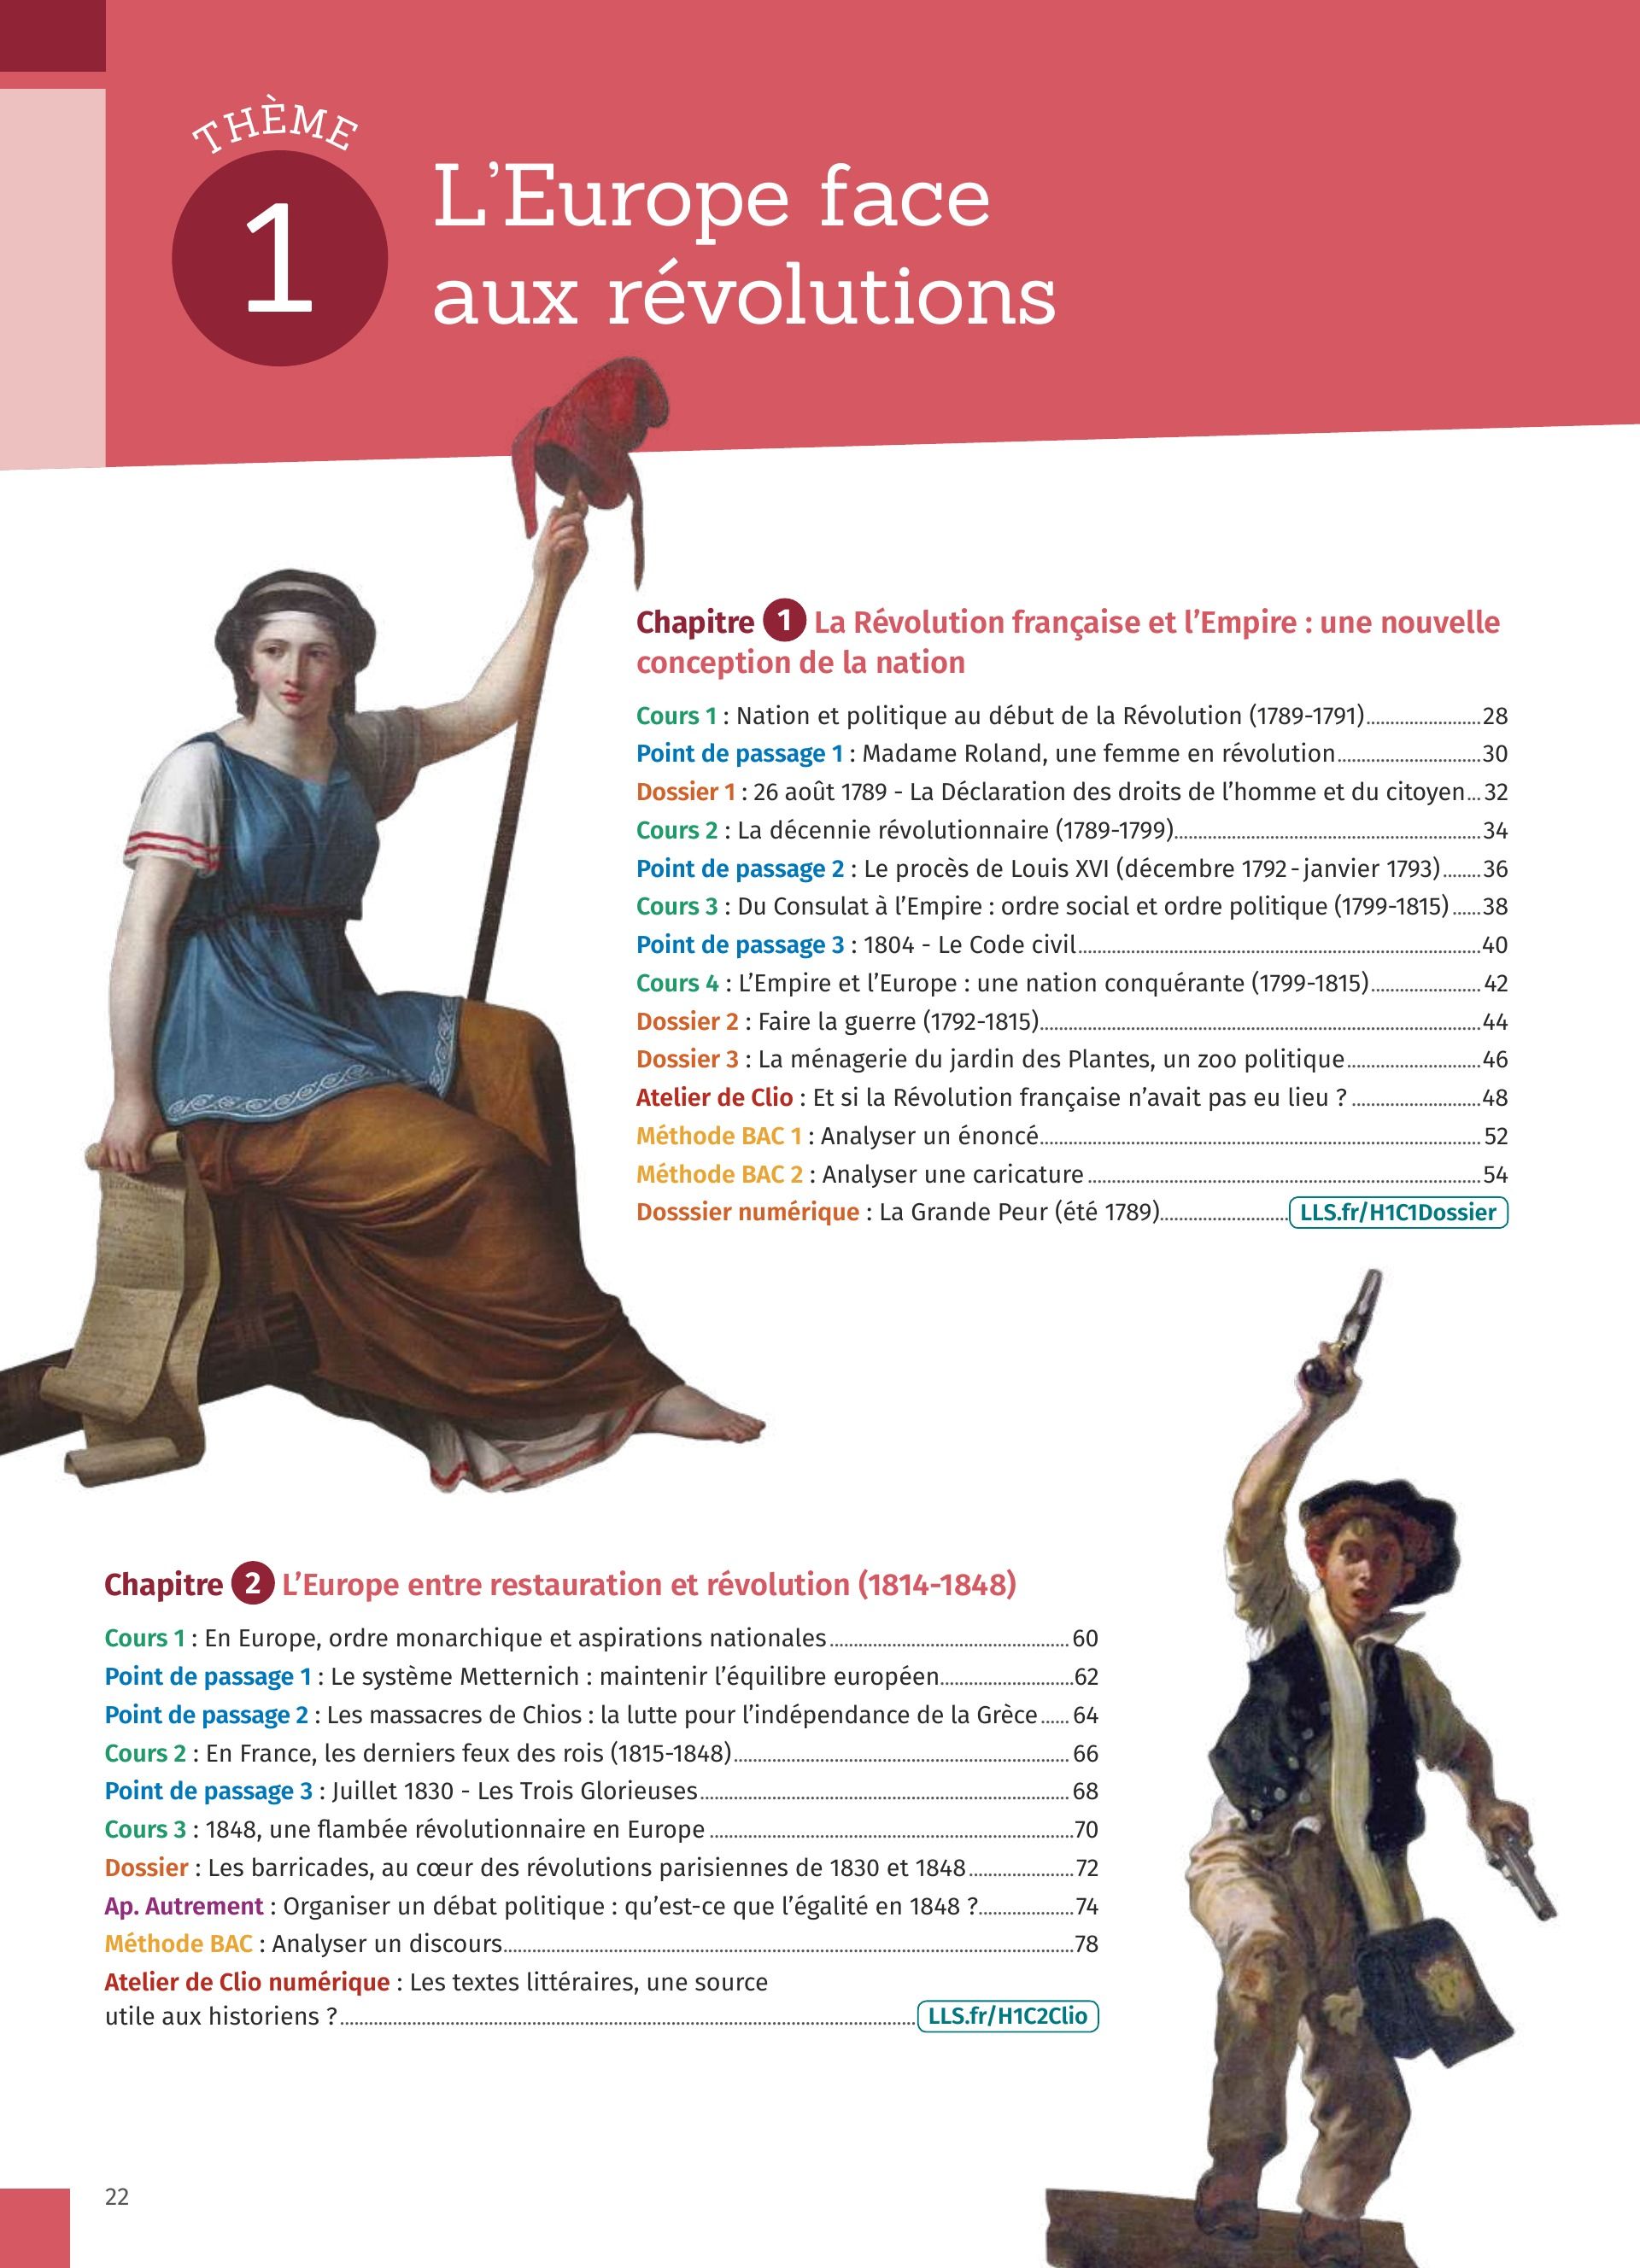 THÈME
1
L’Europe face
aux révolutions
Chapitre 1 La Révolution française et l’Empire : une nouvelle
conception de la nation
Cours 1 : Nation et politique au début de la Révolution (1789-1791)........................28
Point de passage 1 : Madame Roland, une femme en révolution..............................30
Dossier 1 : 26 août 1789 - La Déclaration des droits de l’homme et du citoyen...32
Cours 2 : La décennie révolutionnaire (1789-1799)................................................................34
Point de passage 2 : Le procès de Louis XVI (décembre 1792 - janvier 1793)........36
Cours 3 : Du Consulat à l’Empire : ordre social et ordre politique (1799-1815)......38
Point de passage 3 : 1804 - Le Code civil....................................................................................40
Cours 4 : L’Empire et l’Europe : une nation conquérante (1799-1815).......................42
Dossier 2 : Faire la guerre (1792-1815)............................................................................................44
Dossier 3 : La ménagerie du jardin des Plantes, un zoo politique............................46
Atelier de Clio : Et si la Révolution française n’avait pas eu lieu ? ...........................48
Méthode BAC 1 : Analyser un énoncé............................................................................................52
Méthode BAC 2 : Analyser une caricature ..................................................................................54
Dosssier numérique : La Grande Peur (été 1789)...........................LLS.fr/H1C1Dossier
Chapitre 2 L’Europe entre restauration et révolution (1814-1848)
Cours 1 : En Europe, ordre monarchique et aspirations nationales..................................................60
Point de passage 1 : Le système Metternich : maintenir l’équilibre européen............................62
Point de passage 2 : Les massacres de Chios : la lutte pour l’indépendance de la Grèce......64
Cours 2 : En France, les derniers feux des rois (1815-1848)......................................................................66
Point de passage 3 : Juillet 1830 - Les Trois Glorieuses.............................................................................68
Cours 3 : 1848, une flambée révolutionnaire en Europe ............................................................................70
Dossier : Les barricades, au cœur des révolutions parisiennes de 1830 et 1848......................72
Ap. Autrement : Organiser un débat politique : qu’est-ce que l’égalité en 1848 ?....................74
Méthode BAC : Analyser un discours........................................................................................................................78
Atelier de Clio numérique : Les textes littéraires, une source
utile aux historiens ?........................................................................................................................LLS.fr/H1C2Clio
22